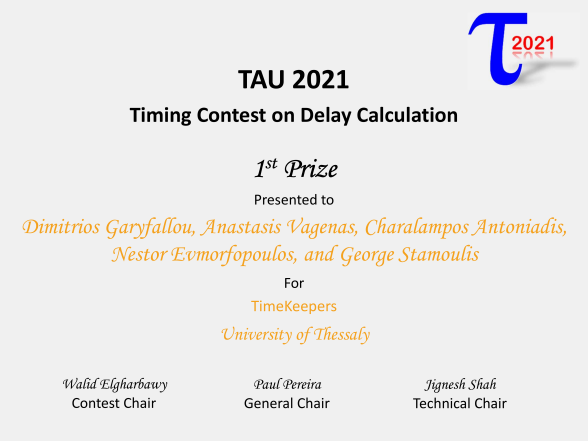 τ 2021
TAU 2021
Timing Contest on Delay Calculation
1st Prize
Presented to
Dimitrios Garyfallou, Anastasis Vagenas, Charalampos Antoniadis,
Nestor Evmorfopoulos, and George Stamoulis
For
TimeKeepers
University of Thessaly
Walid Elgharbawy Paul Pereira Jignesh Shah
Contest Chair General Chair Technical Chair